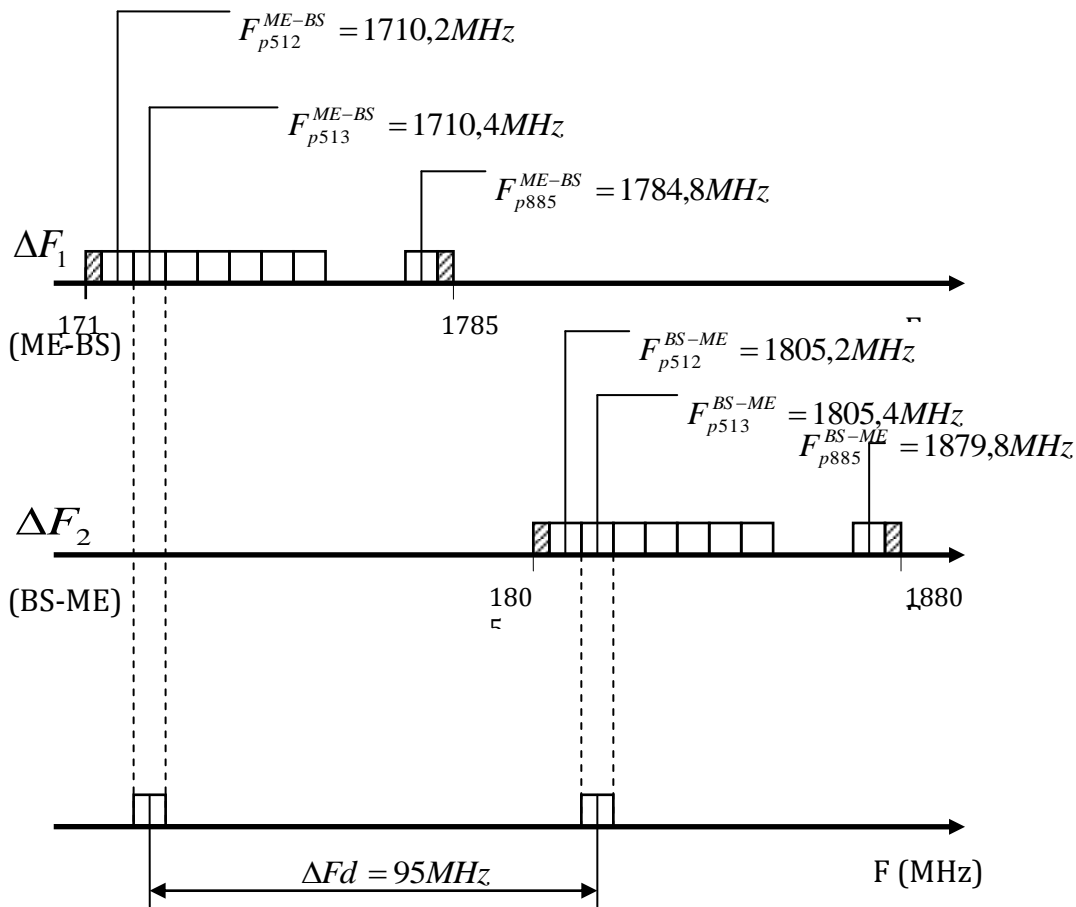 F_{p512}^{ME-BS} = 1710,2MHz
F_{p513}^{ME-BS} = 1710,4MHz
F_{p885}^{ME-BS} = 1784,8MHz
ΔF_1
171
1785
(ME-BS)
F_{p512}^{BS-ME} = 1805,2MHz
F_{p513}^{BS-ME} = 1805,4MHz
F_{p885}^{BS-ME} = 1879,8MHz
ΔF_2
(BS-ME)
180
1880
ΔFd = 95MHz
F (MHz)